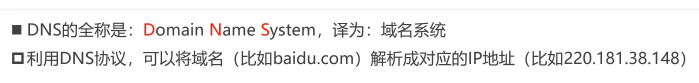 ■ DNS的全称是：Domain Name System，译为：域名系统
◘ 利用DNS协议，可以将域名（比如baidu.com）解析成对应的IP地址（比如220.181.38.148）